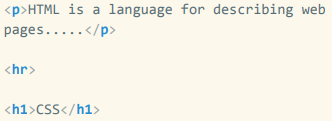 <p>HTML is a language for describing web
pages.....</p>
<hr>
<h1>CSS</h1>